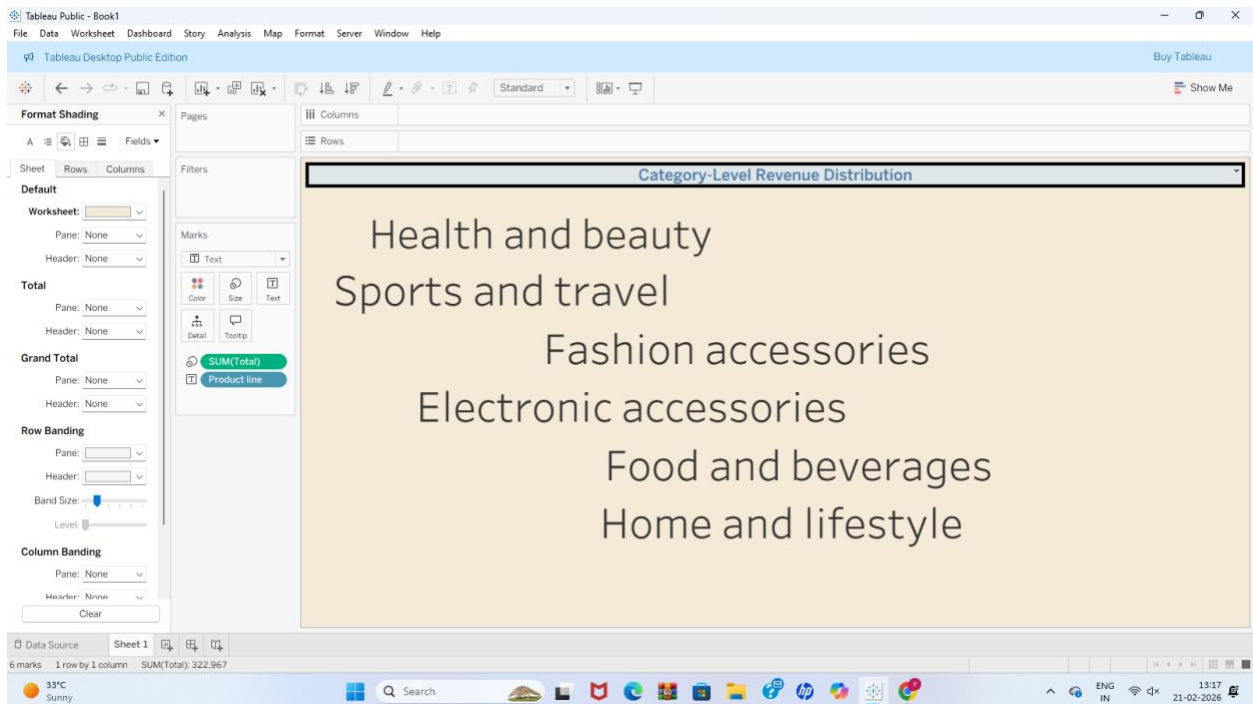 Tableau Public - Book1
File Data Worksheet Dashboard Story Analysis Map Format Server Window Help
Tableau Desktop Public Edition Buy Tableau
Standard Show Me
Format Shading
Fields
Sheet Rows Columns
Default
Worksheet:
Pane: None
Header: None
Total
Pane: None
Header: None
Grand Total
Pane: None
Header: None
Row Banding
Pane:
Header:
Band Size:
Level:
Column Banding
Pane: None
Header: None
Clear
Pages
Filters
Marks
Text
Color Size Text
Detail Tooltip
SUM(Total)
Product line
Columns
Rows
Category-Level Revenue Distribution
Health and beauty
Sports and travel
Fashion accessories
Electronic accessories
Food and beverages
Home and lifestyle
Data Source Sheet 1
6 marks 1 row by 1 column SUM(Total): 322,967
33°C
Sunny
Search
ENG
IN
13:17
21-02-2026